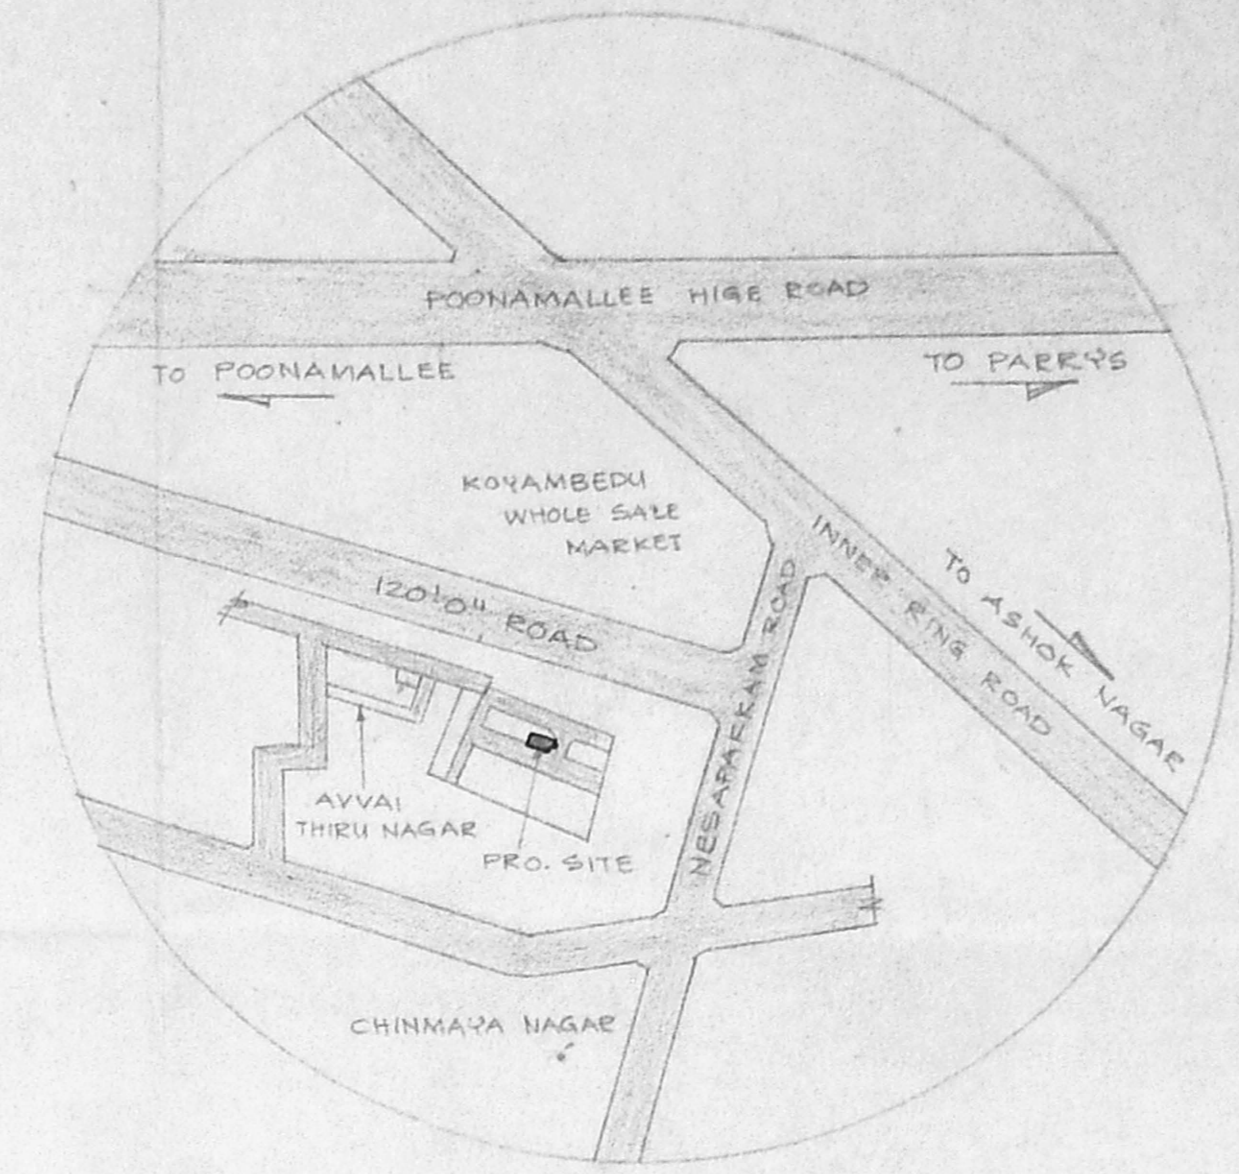 POONAMALLEE HIGE ROAD
TO POONAMALLEE
TO PARRYS
KOYAMBEDU
WHOLE SALE
MARKET
INNER RING ROAD
TO ASHOK NAGAR
120'0" ROAD
NESAPAKKAM ROAD
AVVAI
THIRU NAGAR
PRO. SITE
CHINMAYA NAGAR